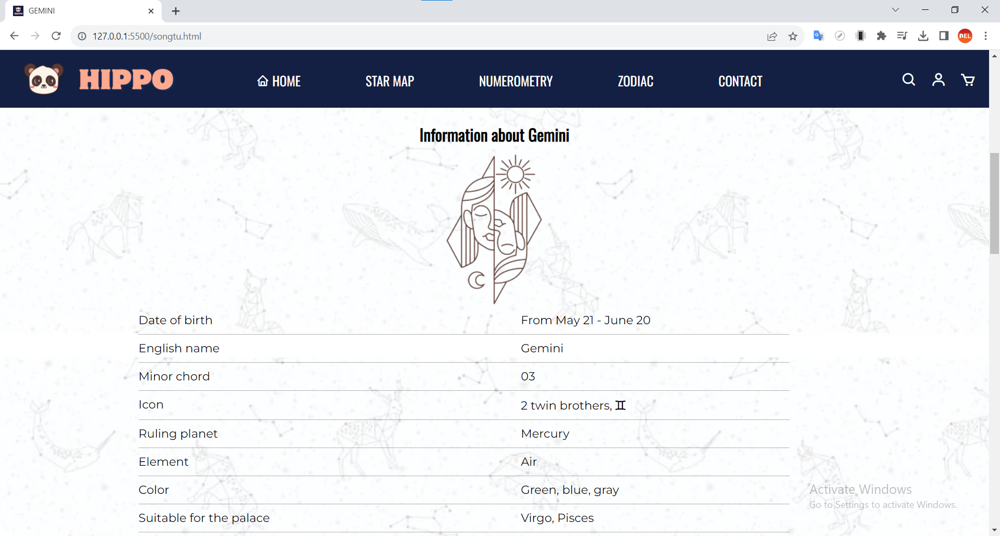 GEMINI
127.0.0.1:5500/songtu.html
DEL
HIPPO
HOME
STAR MAP
NUMEROMETRY
ZODIAC
CONTACT
Information about Gemini
Date of birth
From May 21 - June 20
English name
Gemini
Minor chord
03
Icon
2 twin brothers, ♊︎
Ruling planet
Mercury
Element
Air
Color
Green, blue, gray
Suitable for the palace
Virgo, Pisces
Activate Windows
Go to Settings to activate Windows.